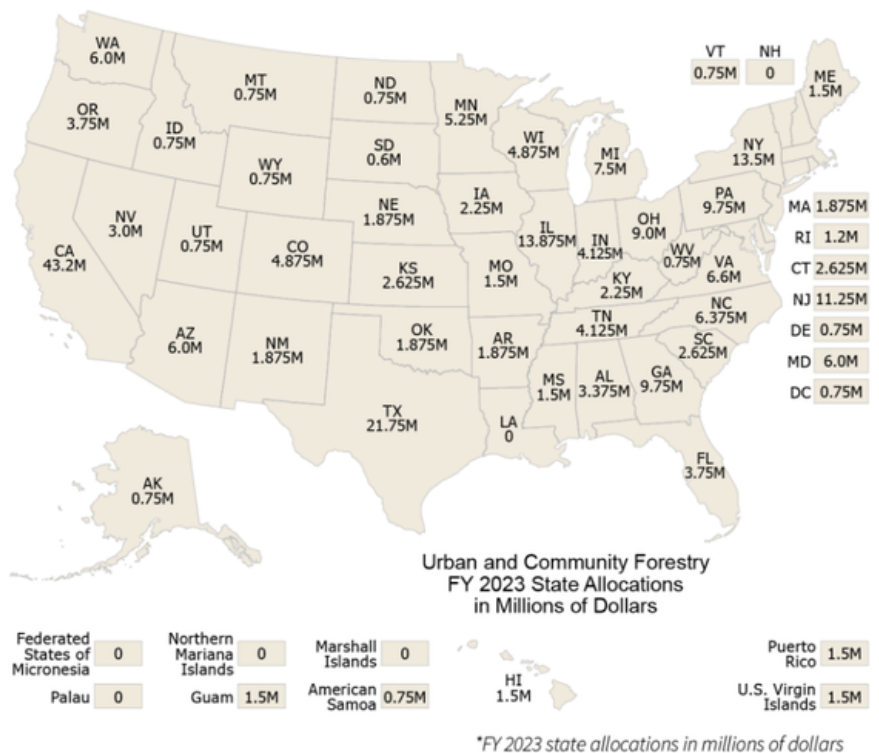 WA
6.0M
MT
0.75M
ND
0.75M
MN
5.25M
VT
0.75M
NH
0
ME
1.5M
OR
3.75M
ID
0.75M
SD
0.6M
WI
4.875M
MI
7.5M
NY
13.5M
WY
0.75M
IA
2.25M
NE
1.875M
PA
9.75M
MA 1.875M
RI 1.2M
CT 2.625M
NJ 11.25M
DE 0.75M
MD 6.0M
DC 0.75M
NV
3.0M
UT
0.75M
CO
4.875M
CA
43.2M
KS
2.625M
MO
1.5M
IL
13.875M
IN
4.125M
OH
9.0M
WV
0.75M
VA
6.6M
KY
2.25M
NC
6.375M
TN
4.125M
SC
2.625M
AZ
6.0M
NM
1.875M
OK
1.875M
AR
1.875M
MS
1.5M
AL
3.375M
GA
9.75M
TX
21.75M
LA
0
FL
3.75M
AK
0.75M
Urban and Community Forestry
FY 2023 State Allocations
in Millions of Dollars
Federated
States of
Micronesia
0
Northern
Mariana
Islands
0
Marshall
Islands
0
Palau 0
Guam 1.5M
American
Samoa
0.75M
HI
1.5M
Puerto
Rico
1.5M
U.S. Virgin
Islands
1.5M
*FY 2023 state allocations in millions of dollars